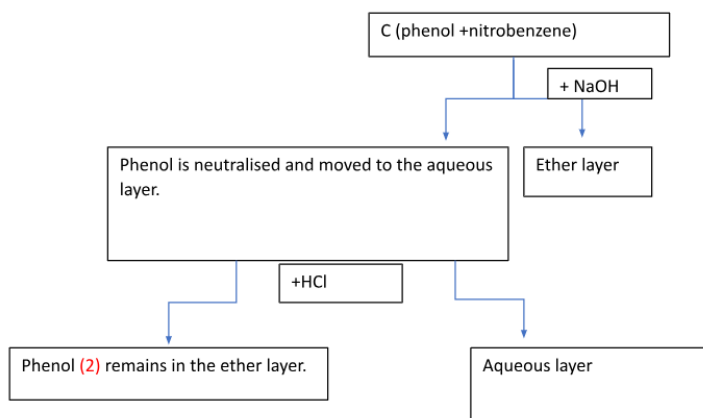 C (phenol +nitrobenzene)
+ NaOH
Phenol is neutralised and moved to the aqueous
layer.
Ether layer
+HCl
Phenol (2) remains in the ether layer.
Aqueous layer